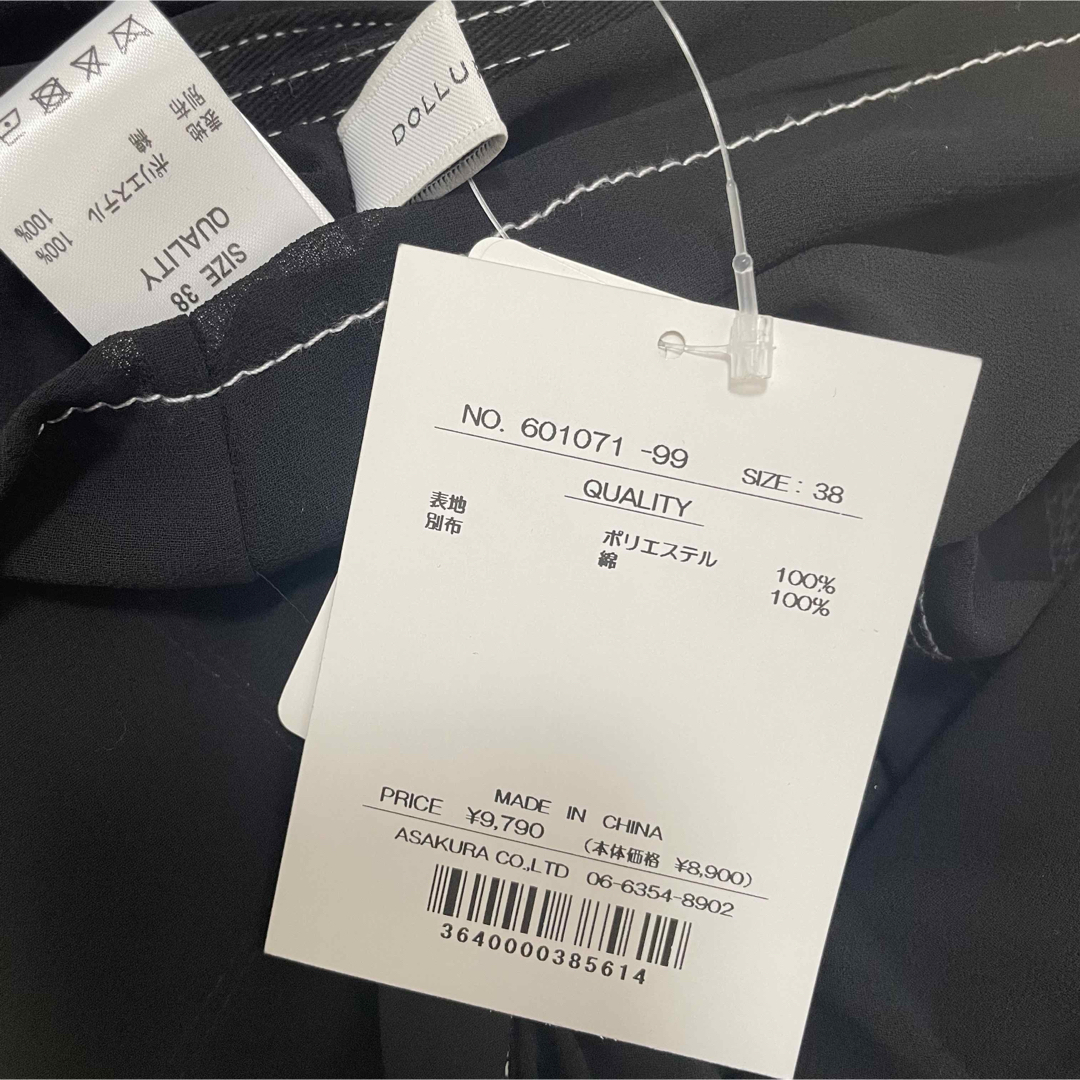 DOLLU
SIZE 38
QUALITY
表地 ポリエステル 100%
別布 綿 100%
NO. 601071 -99 SIZE: 38
QUALITY
表地 ポリエステル 100%
別布 綿 100%
MADE IN CHINA
PRICE ¥9,790 (本体価格 ¥8,900)
ASAKURA CO.,LTD 06-6354-8902
3640000385614